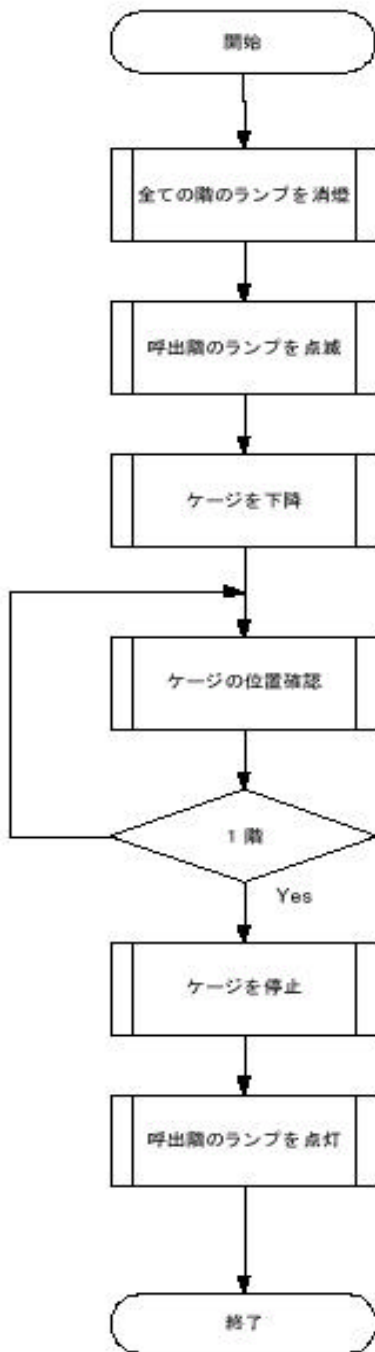 開始
全ての階のランプを消燈
呼出階のランプを点滅
ケージを下降
ケージの位置確認
1階
Yes
ケージを停止
呼出階のランプを点灯
終了